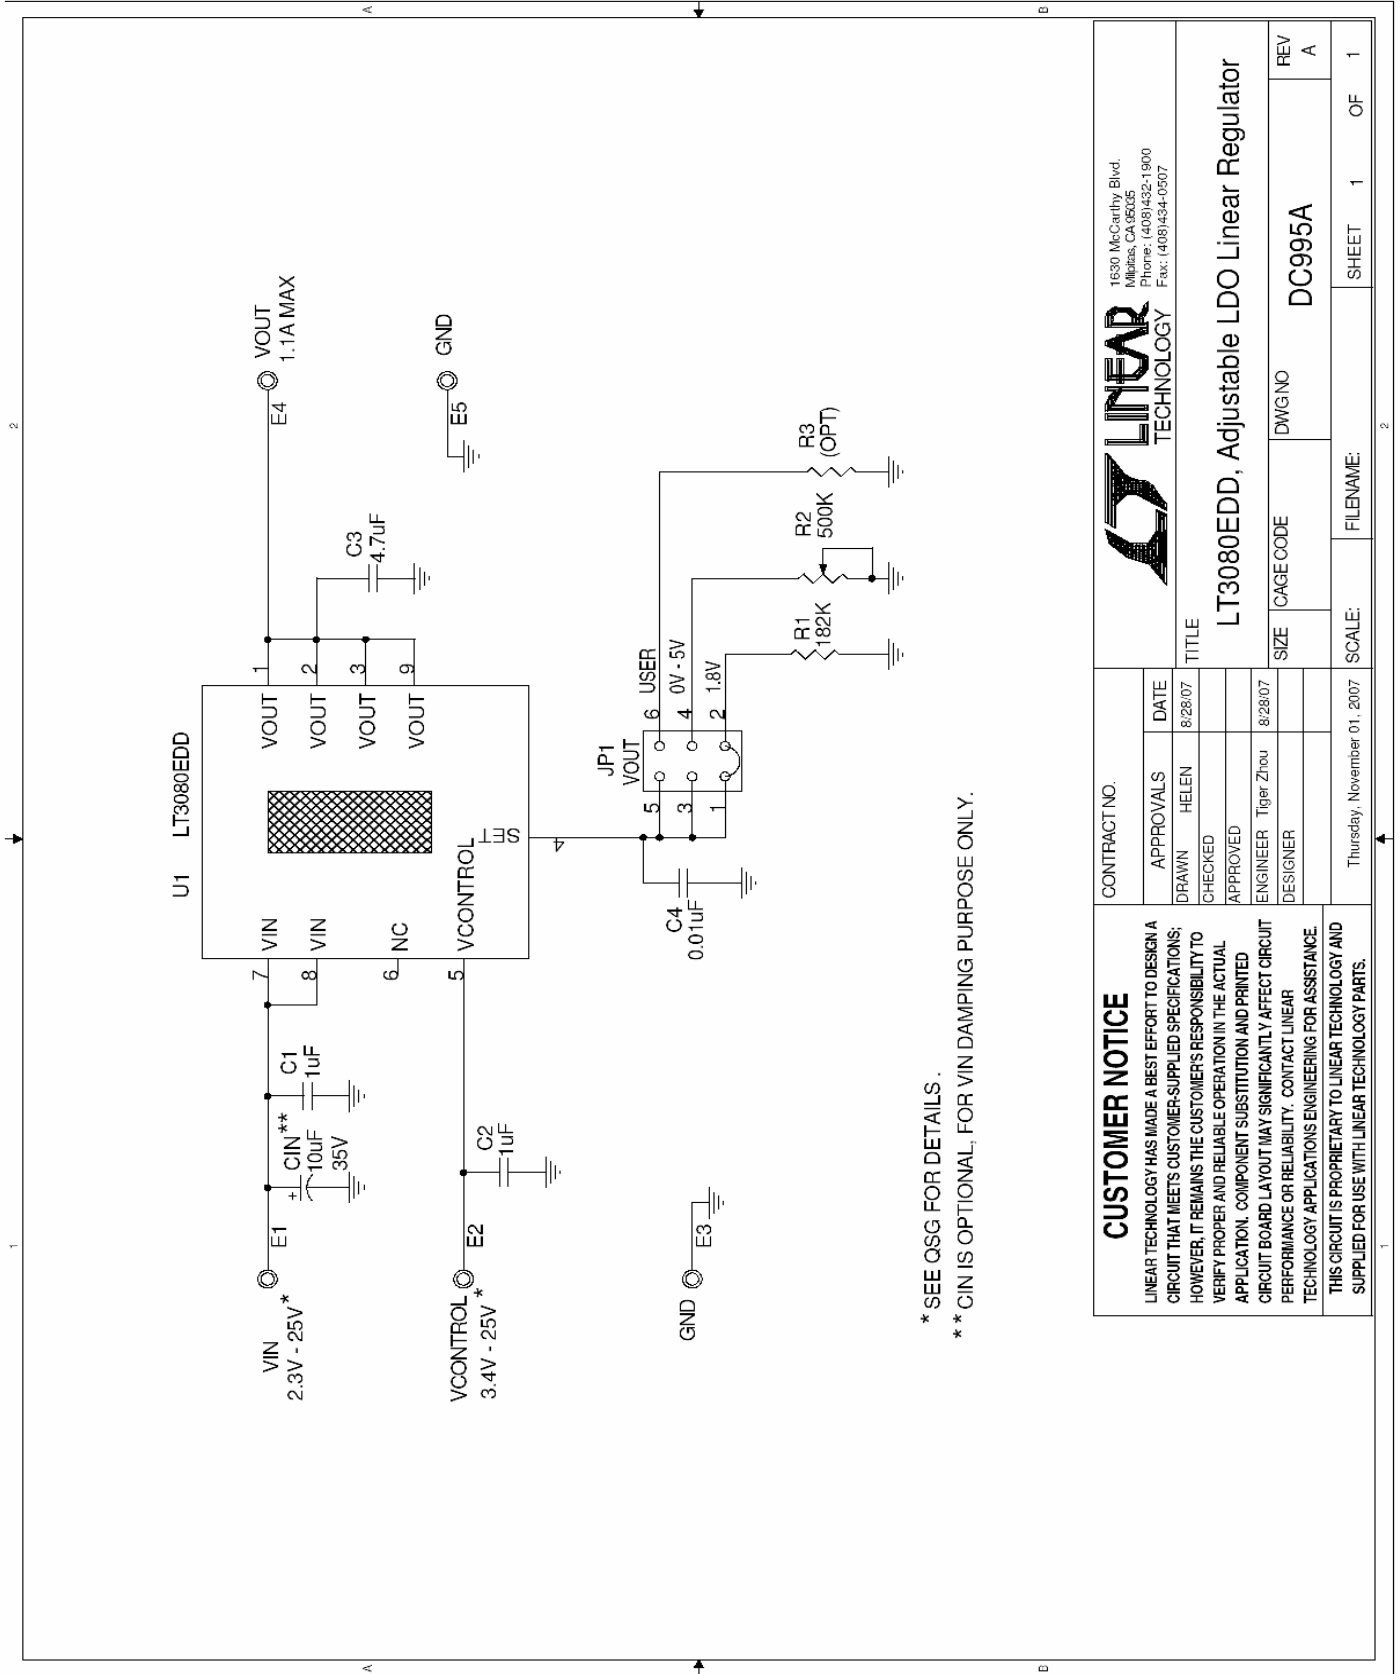 1
2
A
B
U1 LT3080EDD
VIN
2.3V - 25V *
E1
CIN **
10uF
35V
+
C1
1uF
7
8
VIN
VIN
6
NC
5
VCONTROL
SET
4
VOUT
VOUT
VOUT
VOUT
1
2
3
9
C3
4.7uF
E4
VOUT
1.1A MAX
E5
GND
VCONTROL
3.4V - 25V *
E2
C2
1uF
GND
E3
C4
0.01uF
JP1
VOUT
5
3
1
6
4
2
USER
0V - 5V
1.8V
R1
182K
R2
500K
R3
(OPT)
* SEE QSG FOR DETAILS .
** CIN IS OPTIONAL, FOR VIN DAMPING PURPOSE ONLY.
CUSTOMER NOTICE
LINEAR TECHNOLOGY HAS MADE A BEST EFFORT TO DESIGN A
CIRCUIT THAT MEETS CUSTOMER-SUPPLIED SPECIFICATIONS;
HOWEVER, IT REMAINS THE CUSTOMER'S RESPONSIBILITY TO
VERIFY PROPER AND RELIABLE OPERATION IN THE ACTUAL
APPLICATION. COMPONENT SUBSTITUTION AND PRINTED
CIRCUIT BOARD LAYOUT MAY SIGNIFICANTLY AFFECT CIRCUIT
PERFORMANCE OR RELIABILITY. CONTACT LINEAR
TECHNOLOGY APPLICATIONS ENGINEERING FOR ASSISTANCE.
THIS CIRCUIT IS PROPRIETARY TO LINEAR TECHNOLOGY AND
SUPPLIED FOR USE WITH LINEAR TECHNOLOGY PARTS.
CONTRACT NO.
APPROVALS DATE
DRAWN HELEN 8/28/07
CHECKED
APPROVED
ENGINEER Tiger Zhou 8/28/07
DESIGNER
Thursday, November 01, 2007
LINEAR
TECHNOLOGY
1630 McCarthy Blvd.
Milpitas, CA 95035
Phone: (408)432-1900
Fax: (408)434-0507
TITLE
LT3080EDD, Adjustable LDO Linear Regulator
SIZE
CAGE CODE
DWG NO
DC995A
REV
A
SCALE:
FILENAME:
SHEET 1 OF 1
A
B
1
2